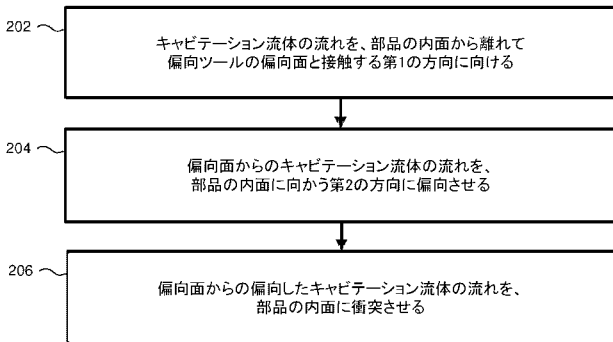 202
キャビテーション流体の流れを、部品の内面から離れて
偏向ツールの偏向面と接触する第1の方向に向ける
204
偏向面からのキャビテーション流体の流れを、
部品の内面に向かう第2の方向に偏向させる
206
偏向面からの偏向したキャビテーション流体の流れを、
部品の内面に衝突させる